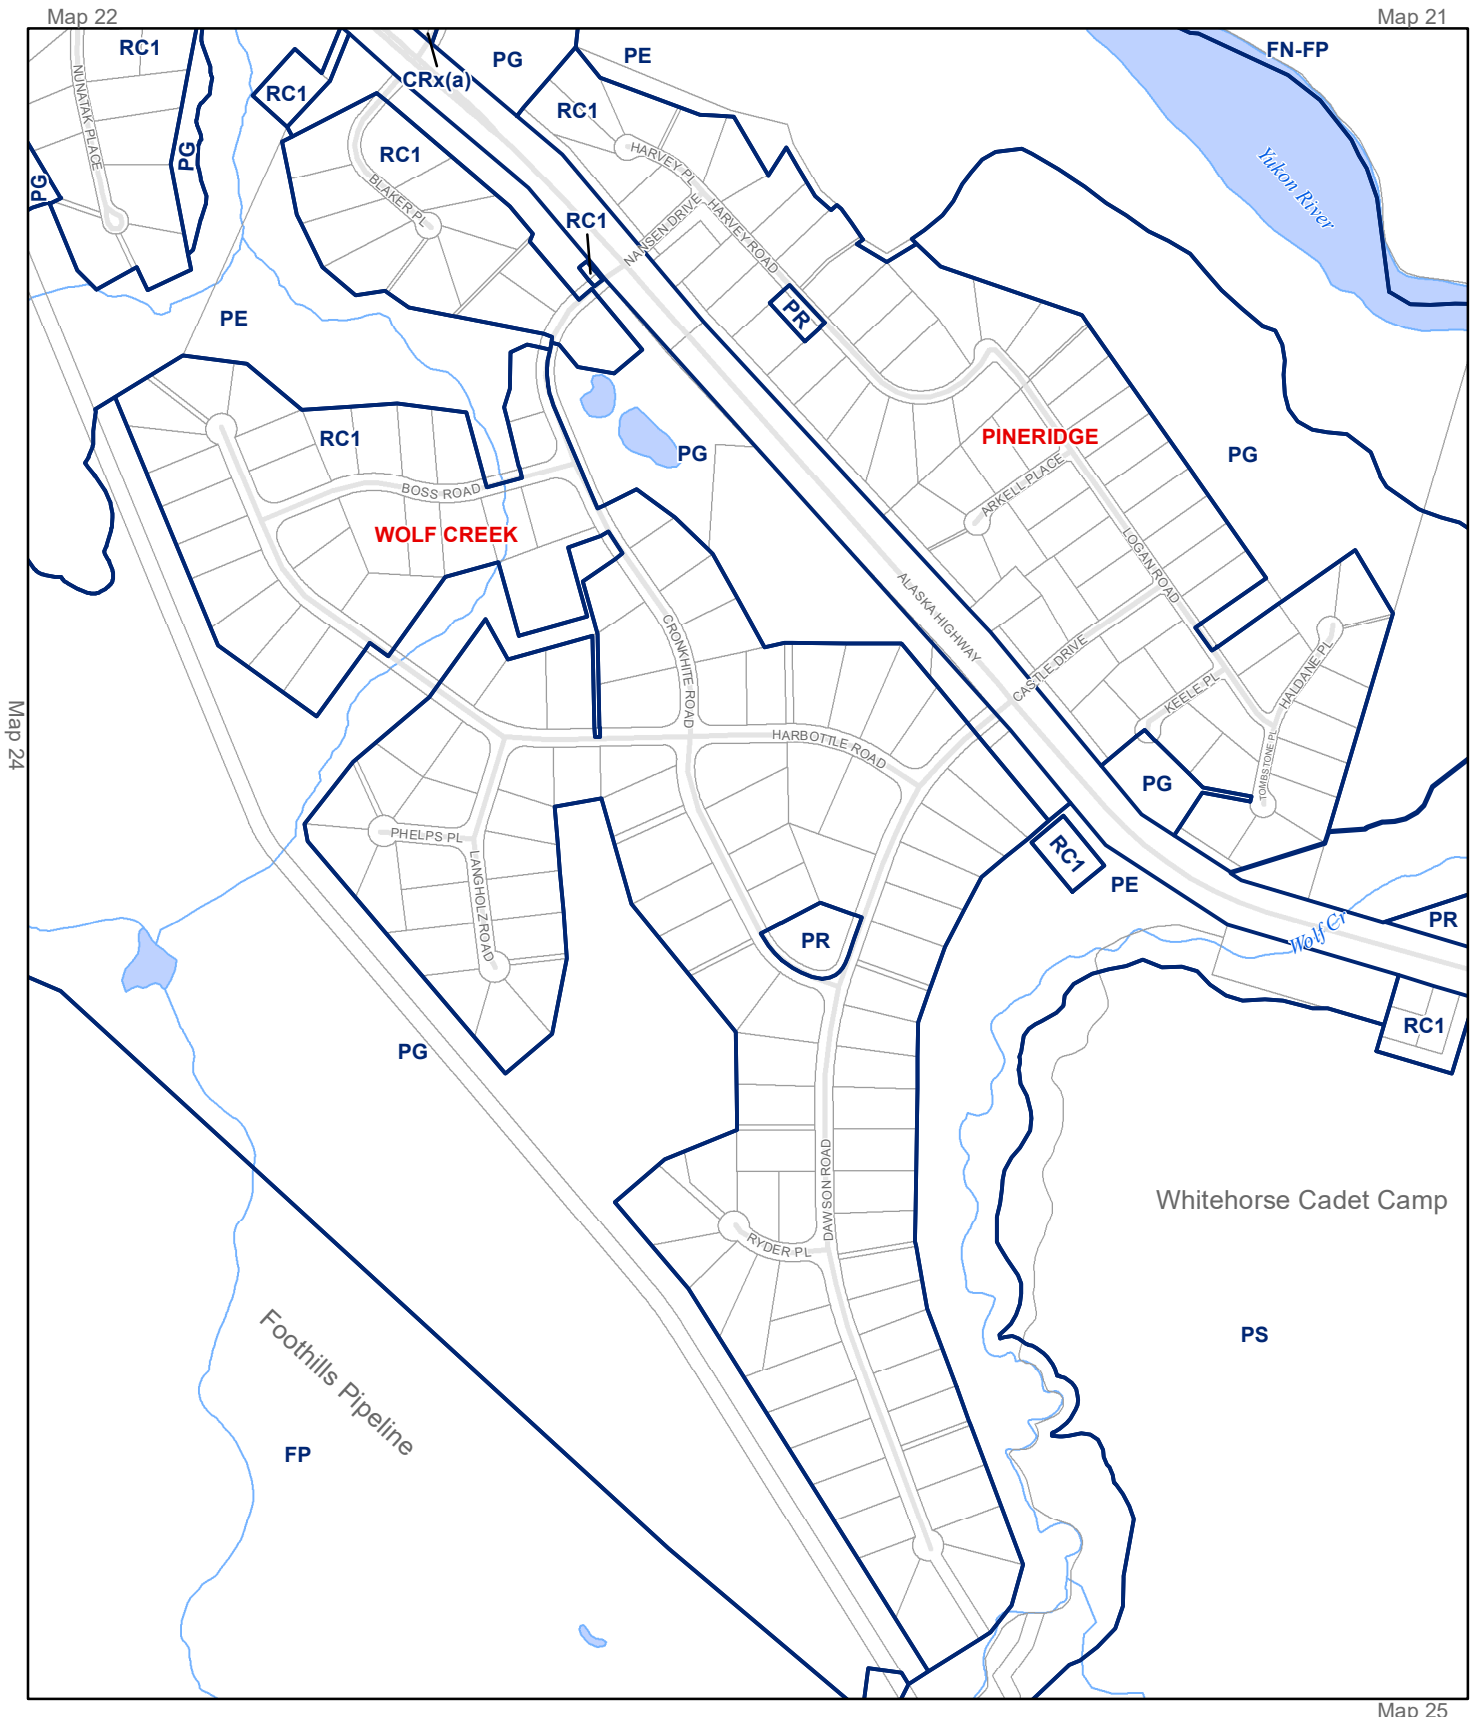 Map 22
Map 21
RC1
PG
PE
FN-FP
CRx(a)
RC1
RC1
NUNATAK PLACE
PG
PG
RC1
BLAKER PL
HARVEY PL
HARVEY ROAD
NANSEN DRIVE
RC1
Yukon River
PR
PE
RC1
PINERIDGE
PG
PG
BOSS ROAD
WOLF CREEK
ARKELL PLACE
LOGAN ROAD
ALASKA HIGHWAY
CASTLE DRIVE
CRONKHITE ROAD
HALDANE PL
KEELE PL
TOMBSTONE PL
Map 24
HARBOTTLE ROAD
PG
PHELPS PL
LANGHOLZ ROAD
RC1
PE
PR
PR
Wolf Cr
PG
RC1
DAWSON ROAD
RYDER PL
Whitehorse Cadet Camp
PS
Foothills Pipeline
FP
Map 25